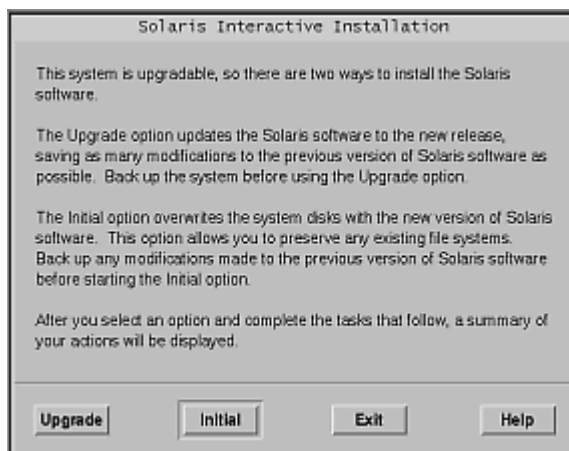 Solaris Interactive Installation
This system is upgradable, so there are two ways to install the Solaris
software.
The Upgrade option updates the Solaris software to the new release,
saving as many modifications to the previous version of Solaris software as
possible. Back up the system before using the Upgrade option.
The Initial option overwrites the system disks with the new version of Solaris
software. This option allows you to preserve any existing file systems.
Back up any modifications made to the previous version of Solaris software
before starting the Initial option.
After you select an option and complete the tasks that follow, a summary of
your actions will be displayed.
Upgrade Initial Exit Help